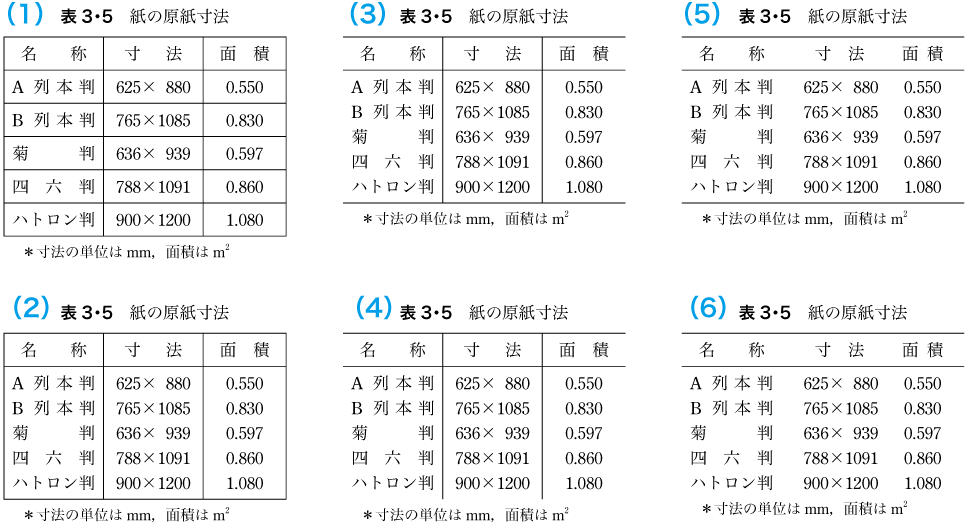 (1) 表3・5 紙の原紙寸法
名称 寸法 面積
A列本判 625× 880 0.550
B列本判 765×1085 0.830
菊判 636× 939 0.597
四六判 788×1091 0.860
ハトロン判 900×1200 1.080
＊寸法の単位は mm，面積は m²
(2) 表3・5 紙の原紙寸法
名称 寸法 面積
A列本判 625× 880 0.550
B列本判 765×1085 0.830
菊判 636× 939 0.597
四六判 788×1091 0.860
ハトロン判 900×1200 1.080
＊寸法の単位は mm，面積は m²
(3) 表3・5 紙の原紙寸法
名称 寸法 面積
A列本判 625× 880 0.550
B列本判 765×1085 0.830
菊判 636× 939 0.597
四六判 788×1091 0.860
ハトロン判 900×1200 1.080
＊寸法の単位は mm，面積は m²
(4) 表3・5 紙の原紙寸法
名称 寸法 面積
A列本判 625× 880 0.550
B列本判 765×1085 0.830
菊判 636× 939 0.597
四六判 788×1091 0.860
ハトロン判 900×1200 1.080
＊寸法の単位は mm，面積は m²
(5) 表3・5 紙の原紙寸法
名称 寸法 面積
A列本判 625× 880 0.550
B列本判 765×1085 0.830
菊判 636× 939 0.597
四六判 788×1091 0.860
ハトロン判 900×1200 1.080
＊寸法の単位は mm，面積は m²
(6) 表3・5 紙の原紙寸法
名称 寸法 面積
A列本判 625× 880 0.550
B列本判 765×1085 0.830
菊判 636× 939 0.597
四六判 788×1091 0.860
ハトロン判 900×1200 1.080
＊寸法の単位は mm，面積は m²